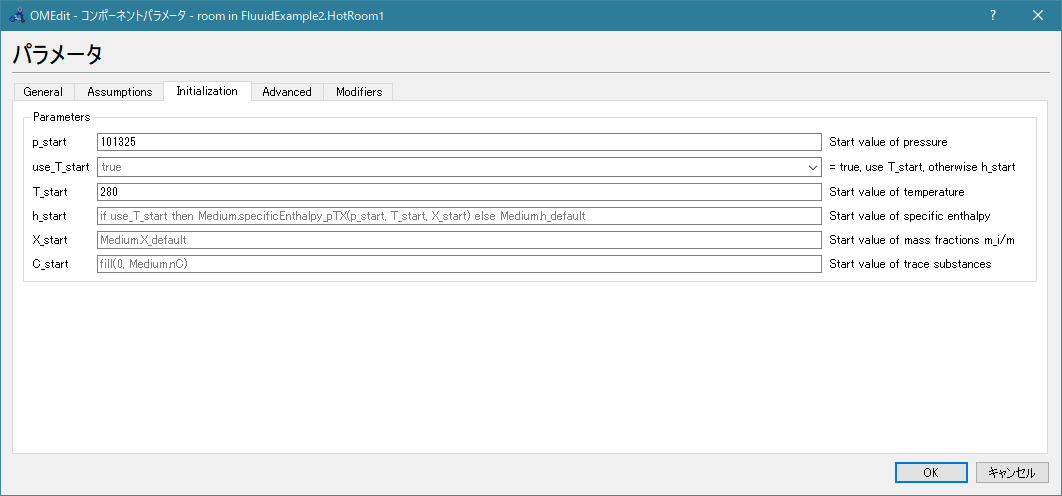 OMEdit - コンポーネントパラメータ - room in FluuidExample2.HotRoom1
パラメータ
General Assumptions Initialization Advanced Modifiers
Parameters
p_start 101325 Start value of pressure
use_T_start true = true, use T_start, otherwise h_start
T_start 280 Start value of temperature
h_start if use_T_start then Medium.specificEnthalpy_pTX(p_start, T_start, X_start) else Medium.h_default Start value of specific enthalpy
X_start Medium.X_default Start value of mass fractions m_i/m
C_start fill(0, Medium.nC) Start value of trace substances
OK キャンセル